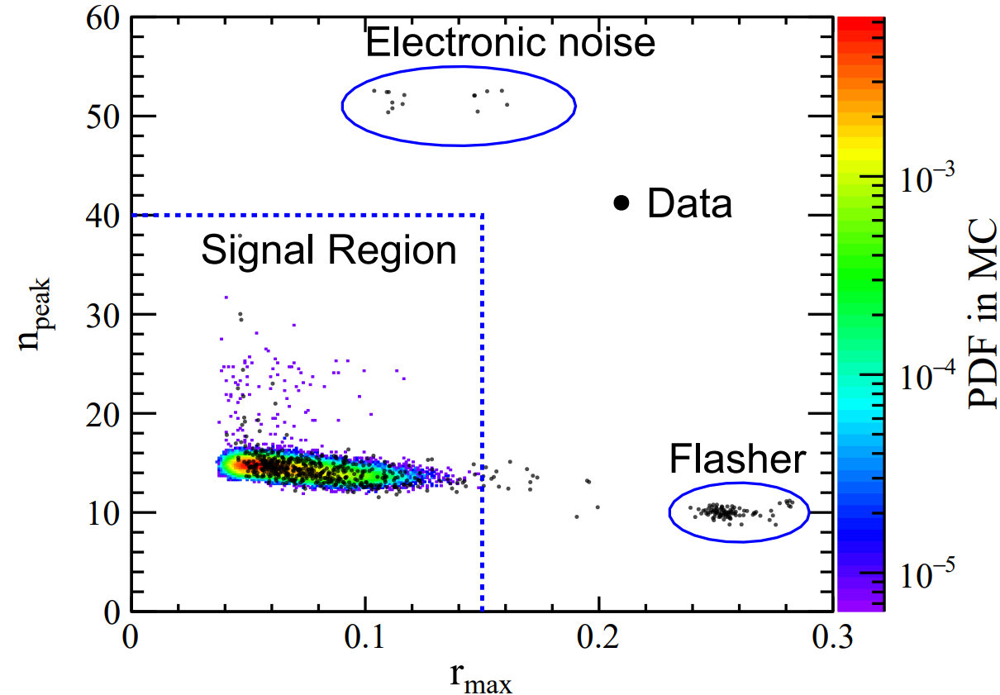 60
Electronic noise
50
10⁻³
Data
40
Signal Region
n_peak
PDF in MC
30
10⁻⁴
20
Flasher
10
10⁻⁵
0
0
0.1
0.2
0.3
r_max